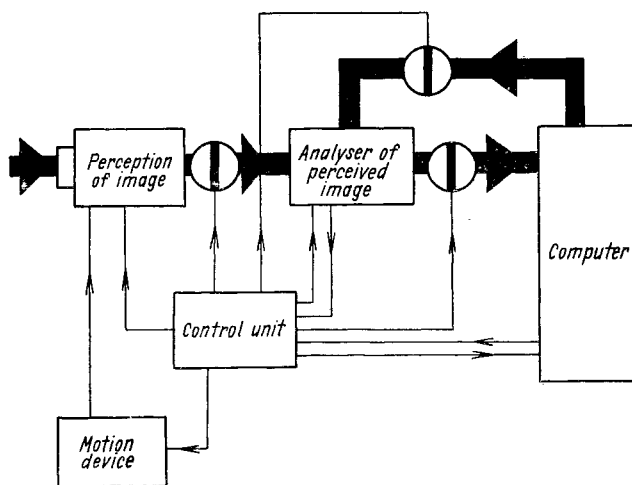 Perception
of image
Analyser of
perceived
image
Computer
Control unit
Motion
device